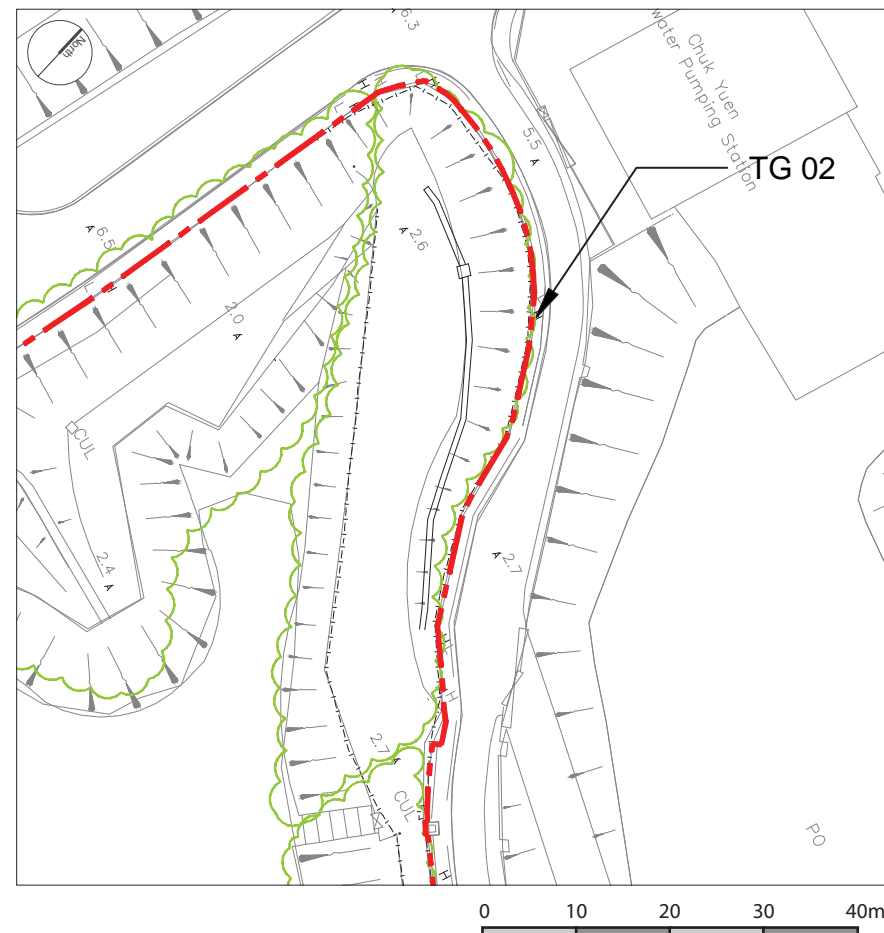 North
6.3
Chuk Yuen
water Pumping Station
5.5
TG 02
6.5
2.6
2.0
CUL
2.4
2.7
H
2.7
CUL
H
PO
0 10 20 30 40m